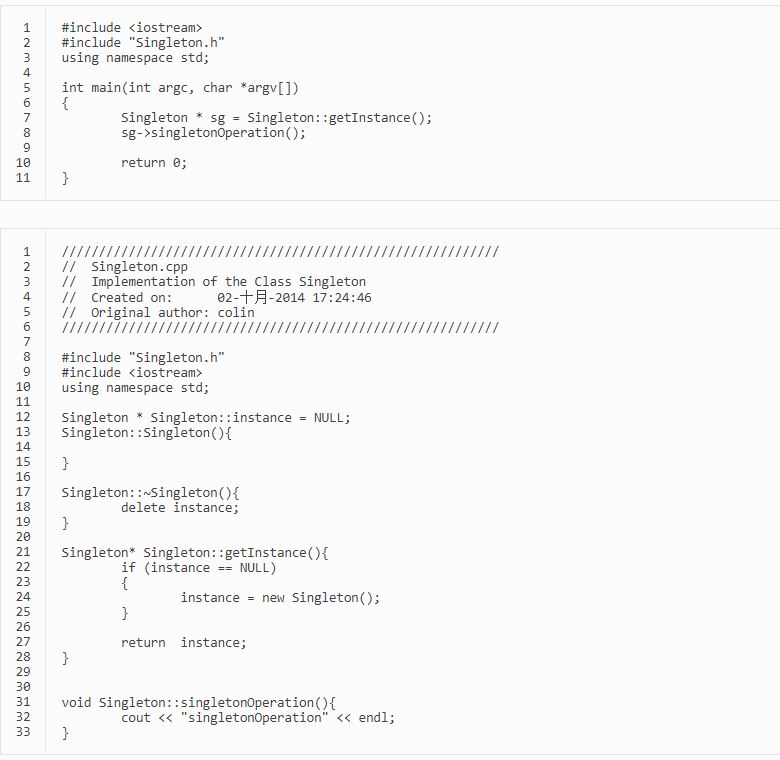 1 #include <iostream>
2 #include "Singleton.h"
3 using namespace std;
4
5 int main(int argc, char *argv[])
6 {
7         Singleton * sg = Singleton::getInstance();
8         sg->singletonOperation();
9
10         return 0;
11 }
1 ///////////////////////////////////////////////////////////
2 //  Singleton.cpp
3 //  Implementation of the Class Singleton
4 //  Created on:      02-十月-2014 17:24:46
5 //  Original author: colin
6 ///////////////////////////////////////////////////////////
7
8 #include "Singleton.h"
9 #include <iostream>
10 using namespace std;
11
12 Singleton * Singleton::instance = NULL;
13 Singleton::Singleton(){
14
15 }
16
17 Singleton::~Singleton(){
18         delete instance;
19 }
20
21 Singleton* Singleton::getInstance(){
22         if (instance == NULL)
23         {
24                 instance = new Singleton();
25         }
26
27         return  instance;
28 }
29
30
31 void Singleton::singletonOperation(){
32         cout << "singletonOperation" << endl;
33 }